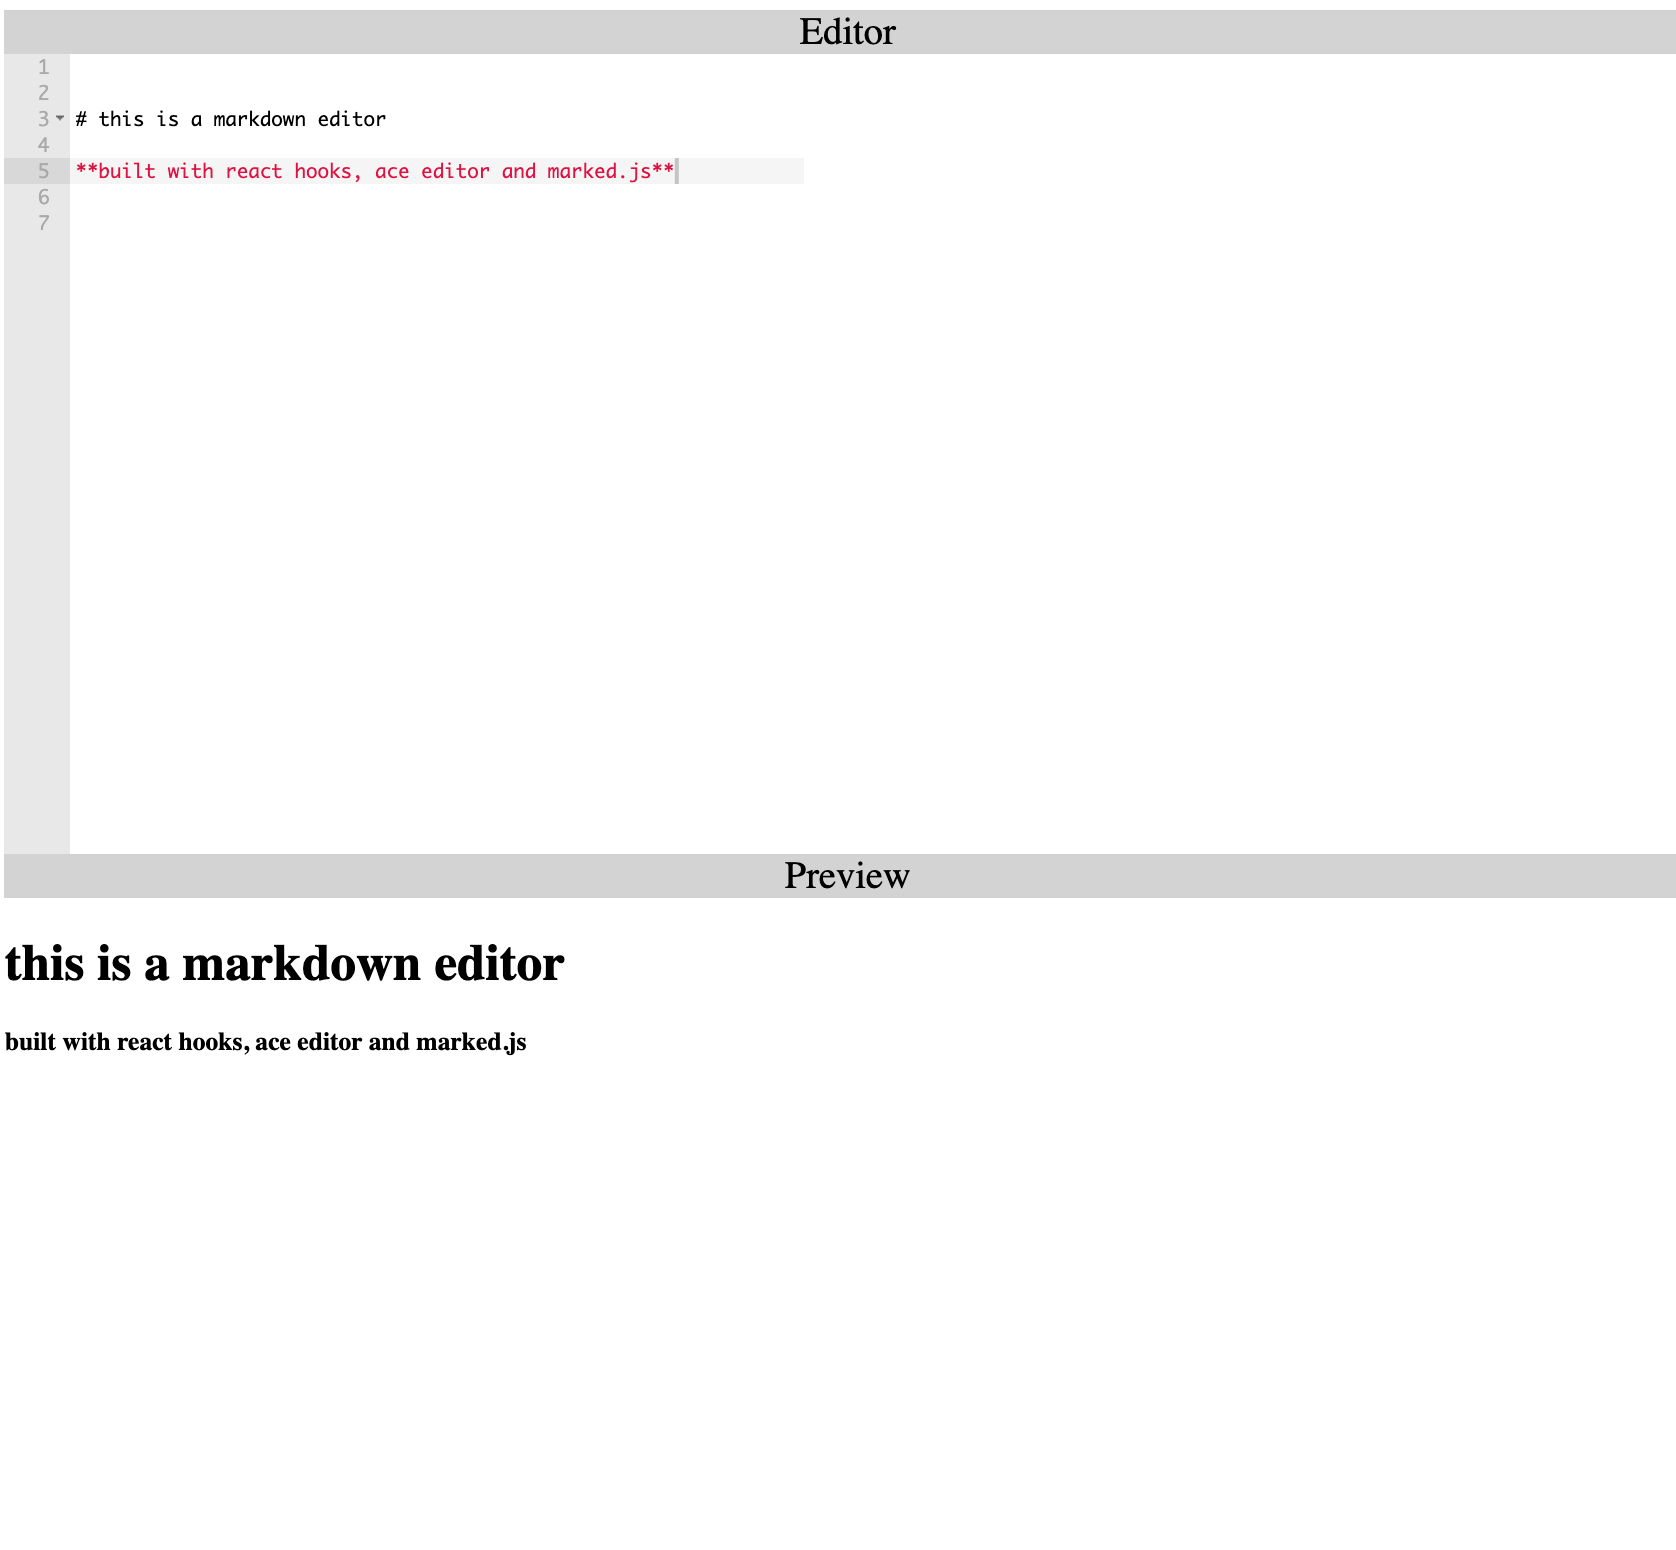 Editor
1
2
3 # this is a markdown editor
4
5 **built with react hooks, ace editor and marked.js**
6
7
Preview
this is a markdown editor
built with react hooks, ace editor and marked.js